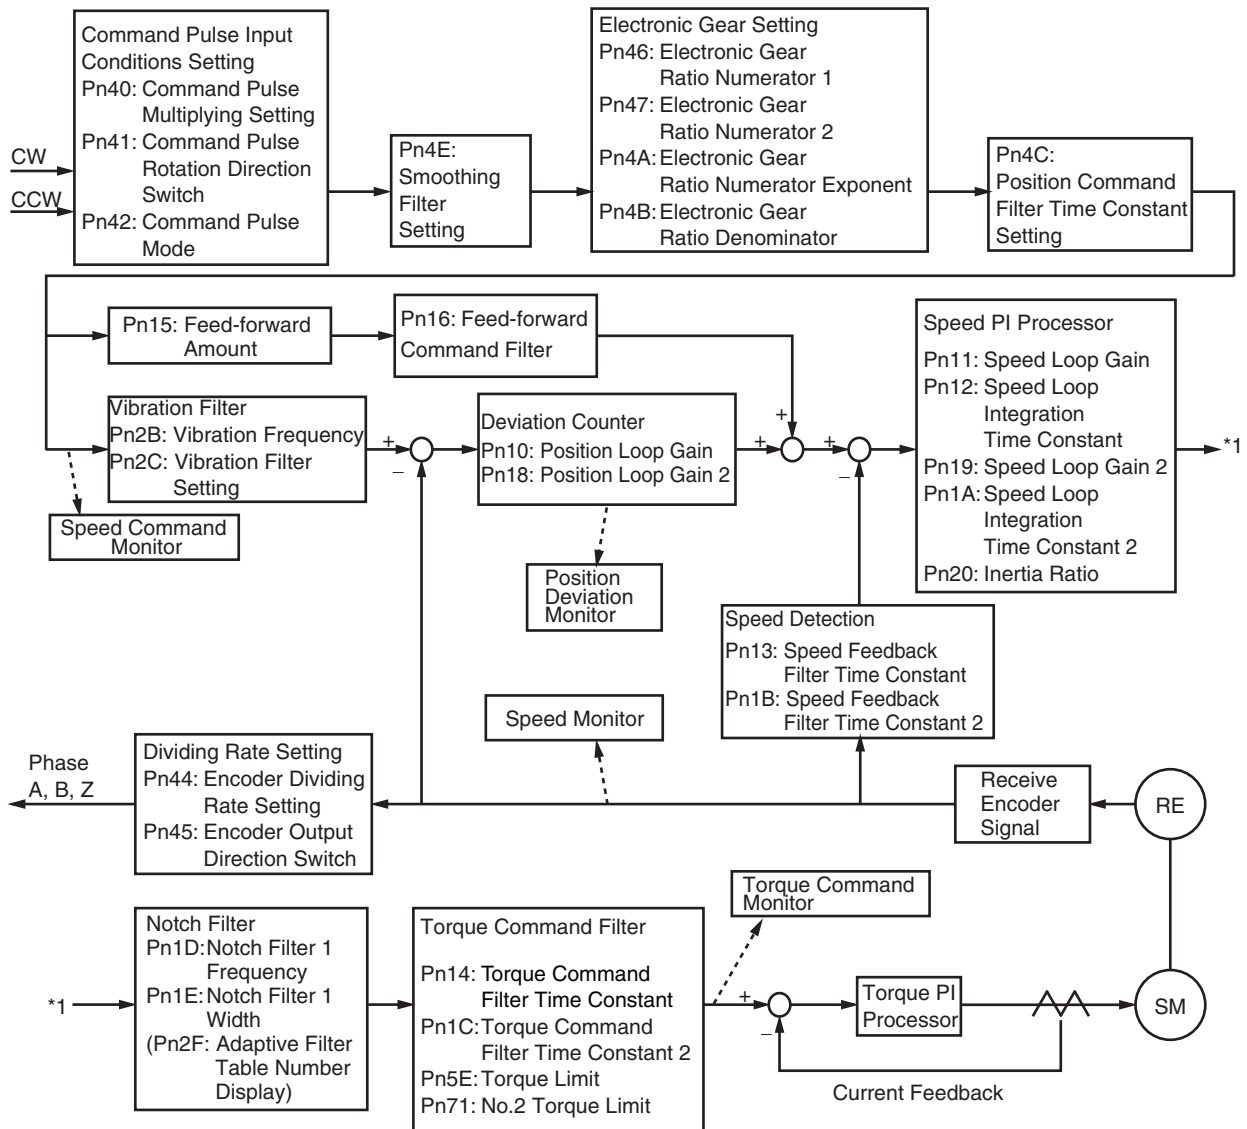 Command Pulse Input
Conditions Setting
Pn40: Command Pulse
Multiplying Setting
Pn41: Command Pulse
Rotation Direction
Switch
Pn42: Command Pulse
Mode
CW
CCW
Pn4E:
Smoothing
Filter
Setting
Electronic Gear Setting
Pn46: Electronic Gear
Ratio Numerator 1
Pn47: Electronic Gear
Ratio Numerator 2
Pn4A: Electronic Gear
Ratio Numerator Exponent
Pn4B: Electronic Gear
Ratio Denominator
Pn4C:
Position Command
Filter Time Constant
Setting
Pn15: Feed-forward
Amount
Pn16: Feed-forward
Command Filter
Speed PI Processor
Pn11: Speed Loop Gain
Pn12: Speed Loop
Integration
Time Constant
Pn19: Speed Loop Gain 2
Pn1A: Speed Loop
Integration
Time Constant 2
Pn20: Inertia Ratio
*1
Vibration Filter
Pn2B: Vibration Frequency
Pn2C: Vibration Filter
Setting
+
−
Deviation Counter
Pn10: Position Loop Gain
Pn18: Position Loop Gain 2
+
+
+
−
Speed Command
Monitor
Position
Deviation
Monitor
Speed Detection
Pn13: Speed Feedback
Filter Time Constant
Pn1B: Speed Feedback
Filter Time Constant 2
Speed Monitor
Phase
A, B, Z
Dividing Rate Setting
Pn44: Encoder Dividing
Rate Setting
Pn45: Encoder Output
Direction Switch
Receive
Encoder
Signal
RE
Torque Command
Monitor
*1
Notch Filter
Pn1D: Notch Filter 1
Frequency
Pn1E: Notch Filter 1
Width
(Pn2F: Adaptive Filter
Table Number
Display)
Torque Command Filter
Pn14: Torque Command
Filter Time Constant
Pn1C: Torque Command
Filter Time Constant 2
Pn5E: Torque Limit
Pn71: No.2 Torque Limit
+
−
Torque PI
Processor
SM
Current Feedback